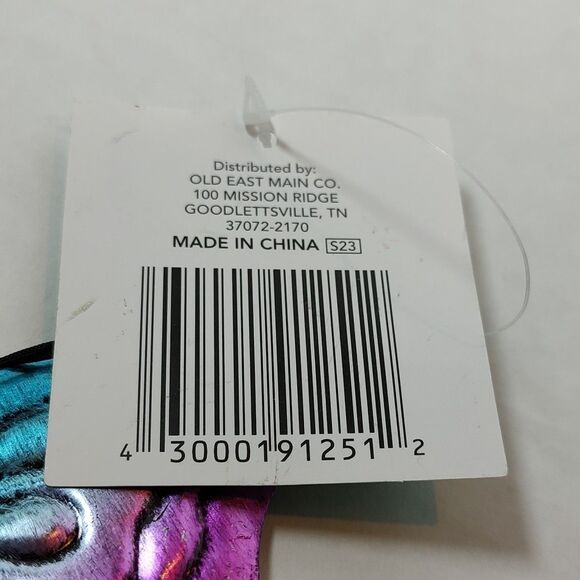 Distributed by:
OLD EAST MAIN CO.
100 MISSION RIDGE
GOODLETTSVILLE, TN
37072-2170
MADE IN CHINA S23
4 30001 91251 2